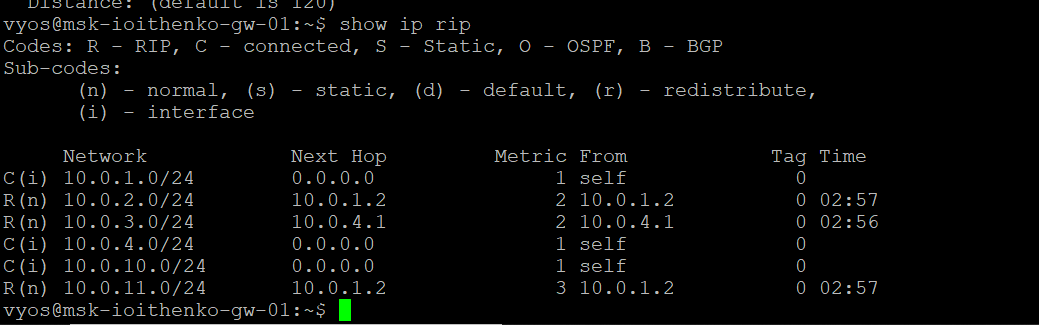 Distance: (default is 120)
vyos@msk-ioithenko-gw-01:~$ show ip rip
Codes: R - RIP, C - connected, S - Static, O - OSPF, B - BGP
Sub-codes:
      (n) - normal, (s) - static, (d) - default, (r) - redistribute,
      (i) - interface

     Network            Next Hop         Metric From            Tag Time
C(i) 10.0.1.0/24        0.0.0.0               1 self              0
R(n) 10.0.2.0/24        10.0.1.2              2 10.0.1.2          0 02:57
R(n) 10.0.3.0/24        10.0.4.1              2 10.0.4.1          0 02:56
C(i) 10.0.4.0/24        0.0.0.0               1 self              0
C(i) 10.0.10.0/24       0.0.0.0               1 self              0
R(n) 10.0.11.0/24       10.0.1.2              3 10.0.1.2          0 02:57
vyos@msk-ioithenko-gw-01:~$